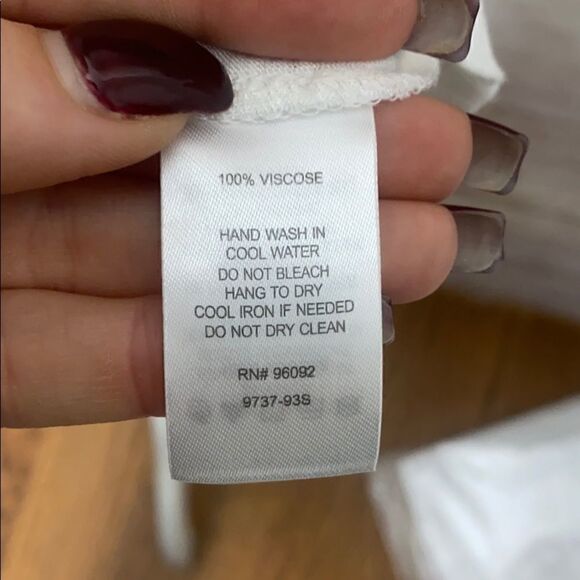 100% VISCOSE
HAND WASH IN
COOL WATER
DO NOT BLEACH
HANG TO DRY
COOL IRON IF NEEDED
DO NOT DRY CLEAN
RN# 96092
9737-93S